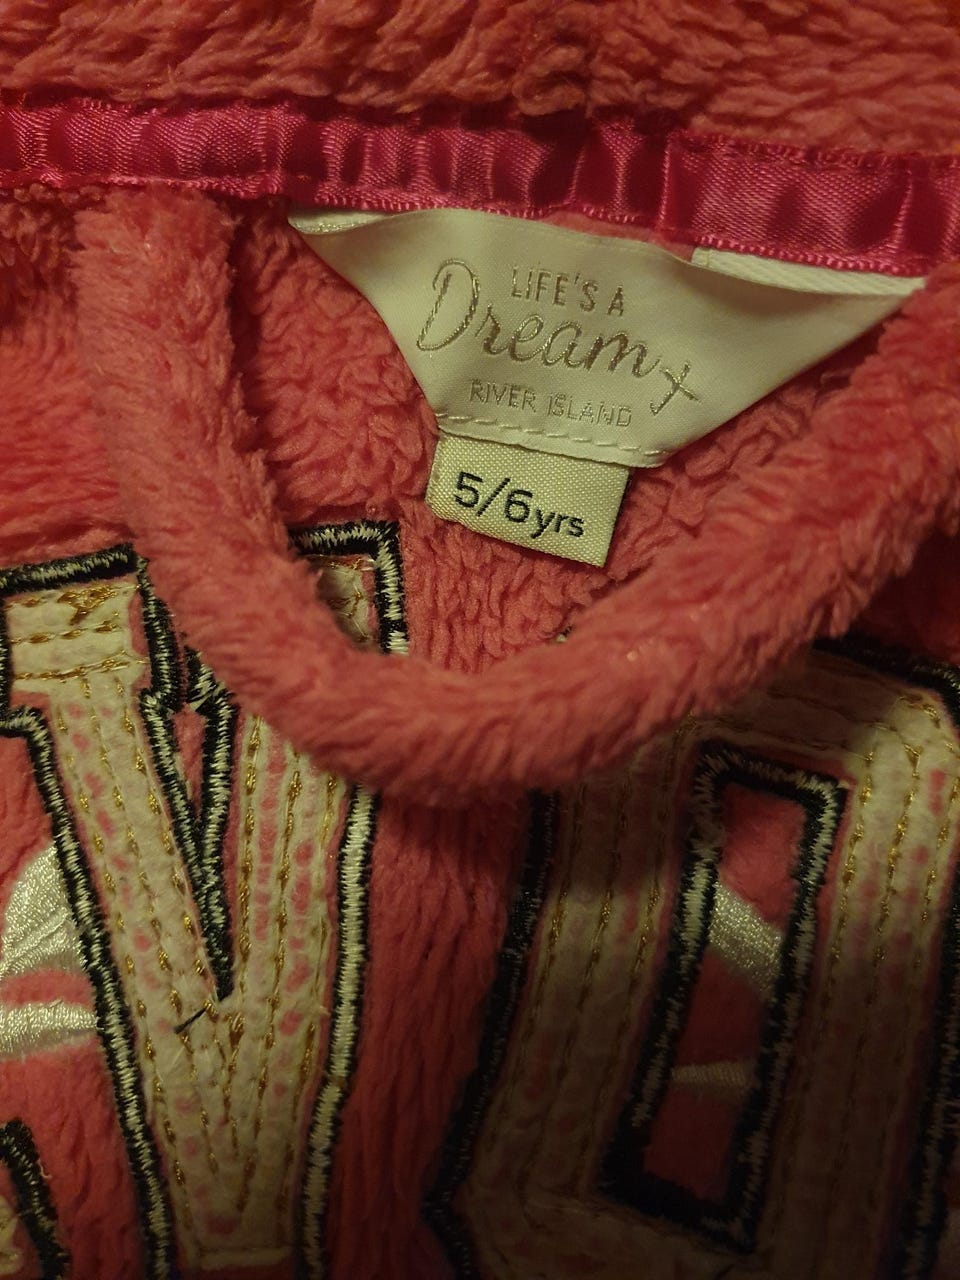 LIFE'S A
Dream x
RIVER ISLAND
5/6yrs
V